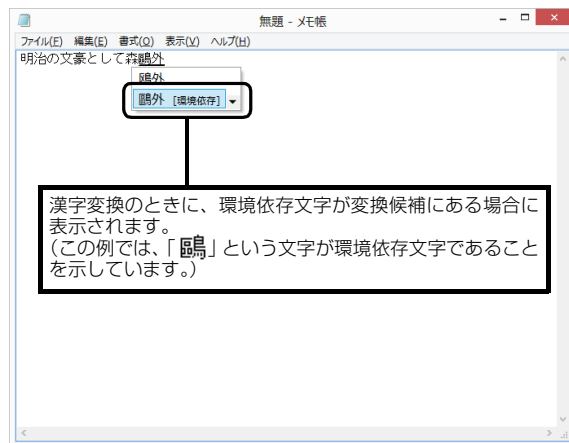 無題 - メモ帳
ファイル(F) 編集(E) 書式(O) 表示(V) ヘルプ(H)
明治の文豪として森鷗外
鴎外
鷗外 [環境依存]
漢字変換のときに、環境依存文字が変換候補にある場合に
表示されます。
(この例では、「鷗」という文字が環境依存文字であること
を示しています。)